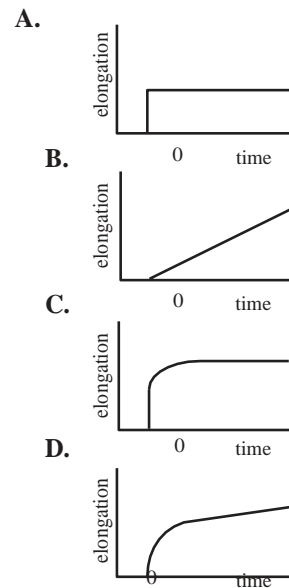 A.
elongation
0 time
B.
elongation
0 time
C.
elongation
0 time
D.
elongation
0 time